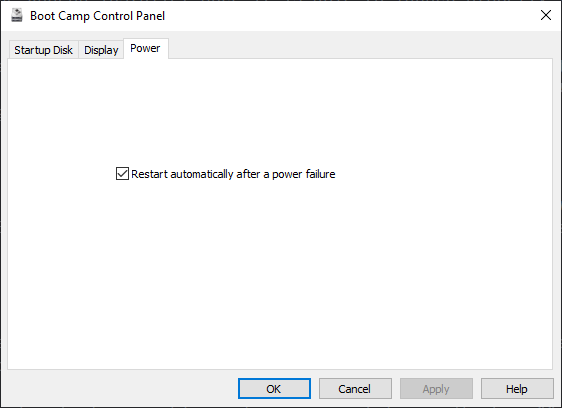 Boot Camp Control Panel
Startup Disk Display Power
Restart automatically after a power failure
OK Cancel Apply Help